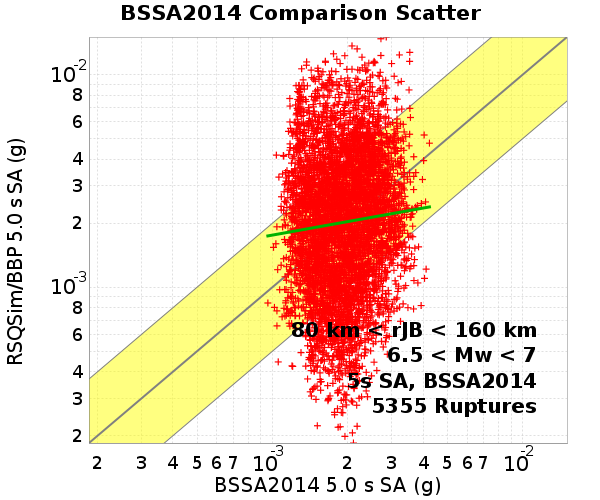 BSSA2014 Comparison Scatter
RSQSim/BBP 5.0 s SA (g)
10-2
8
6
4
3
2
10-3
8
6
4
3
2
80 km < rJB < 160 km
6.5 < Mw < 7
5s SA, BSSA2014
5355 Ruptures
2 3 4 5 6 7 10-3 2 3 4 5 6 7 10-2
BSSA2014 5.0 s SA (g)